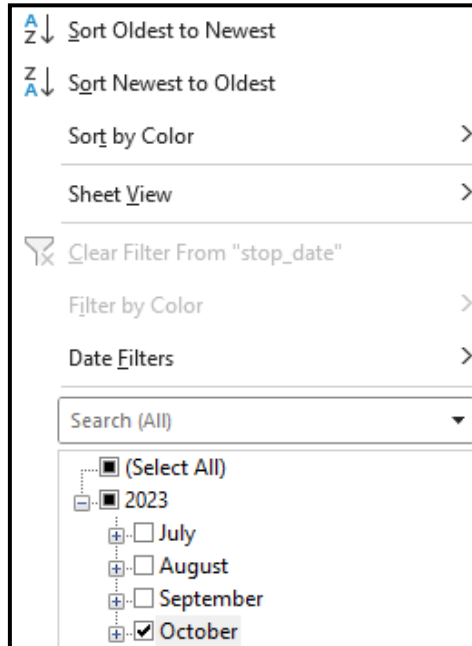 Sort Oldest to Newest
Sort Newest to Oldest
Sort by Color
Sheet View
Clear Filter From "stop_date"
Filter by Color
Date Filters
Search (All)
(Select All)
2023
July
August
September
October